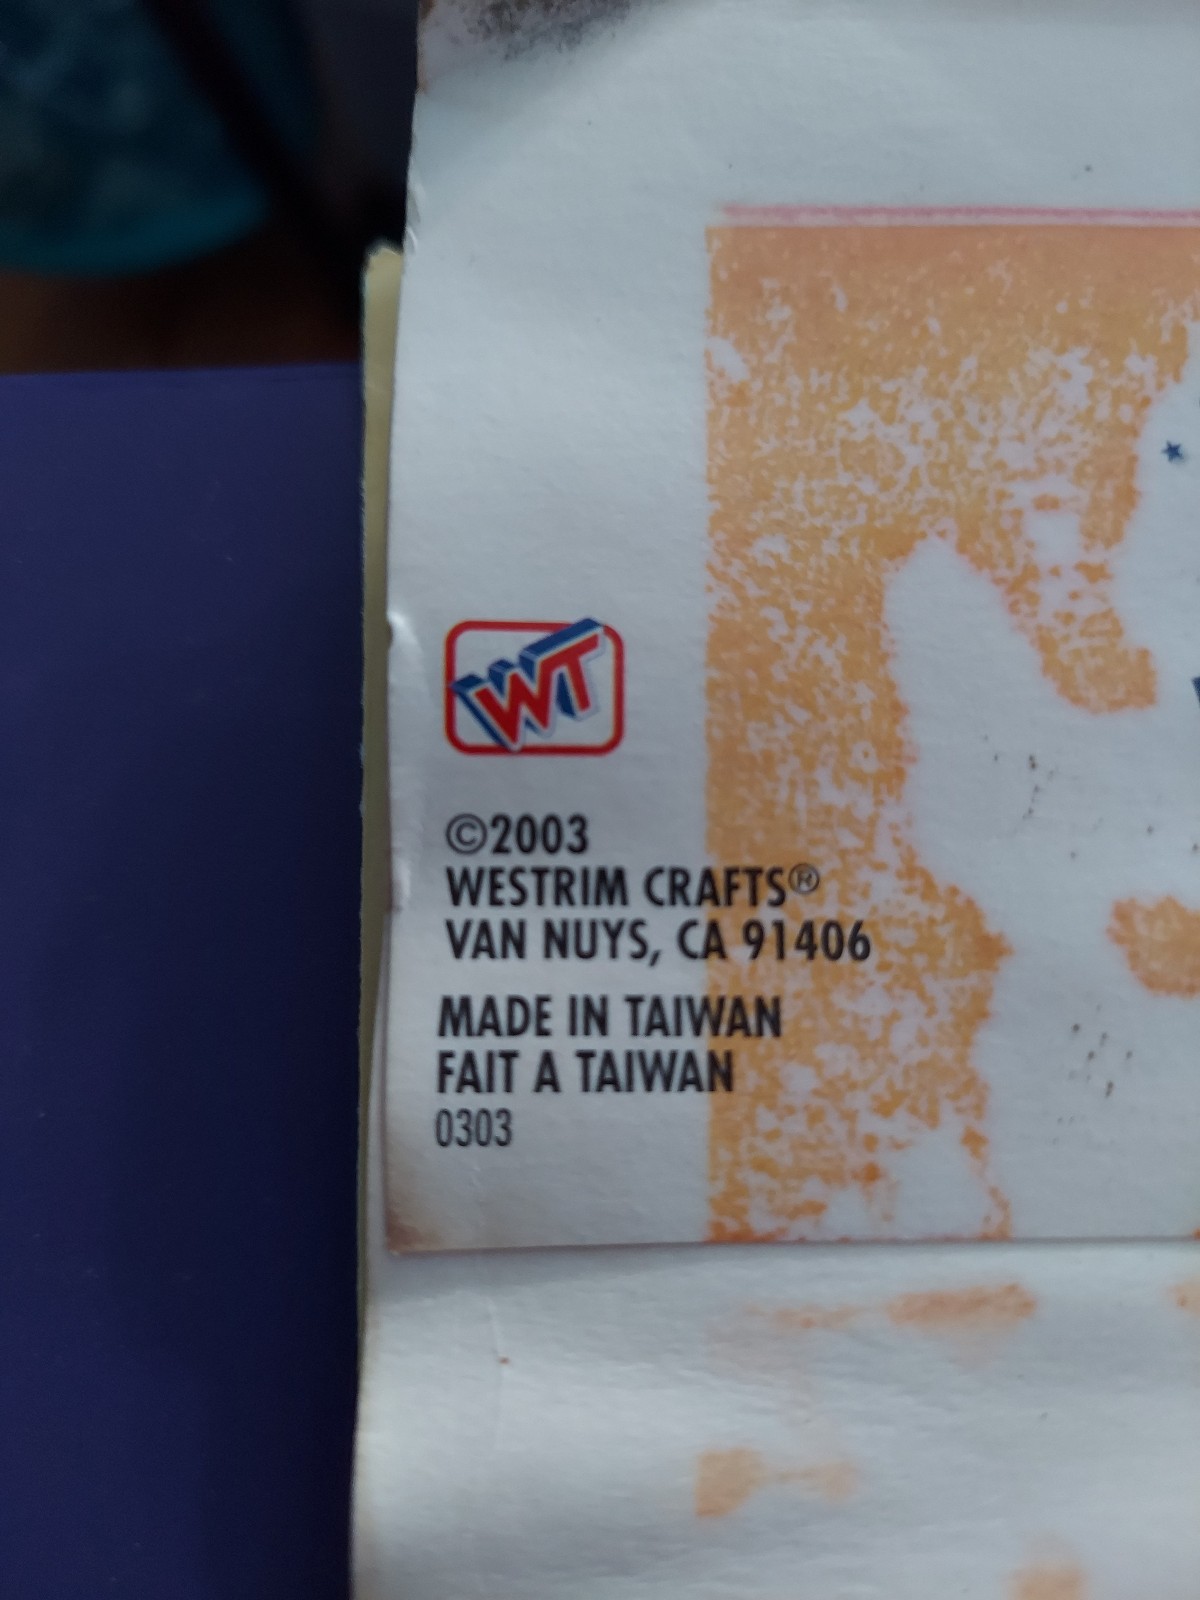 WT
©2003
WESTRIM CRAFTS®
VAN NUYS, CA 91406
MADE IN TAIWAN
FAIT A TAIWAN
0303